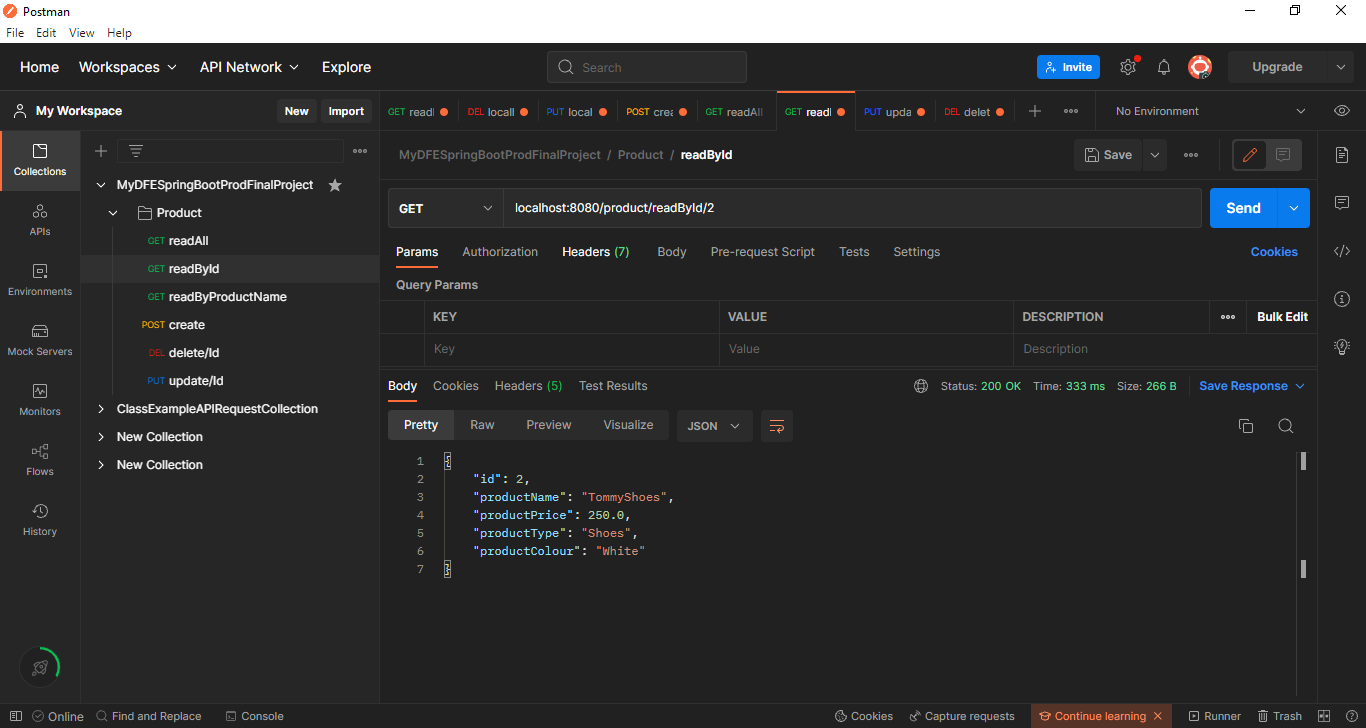 Postman
File Edit View Help
Home Workspaces API Network Explore Search Invite Upgrade
My Workspace New Import
GET readl DEL locall PUT local POST crea GET readAll GET readl PUT upda DEL delet No Environment
Collections
APIs
Environments
Mock Servers
Monitors
Flows
History
MyDFESpringBootProdFinalProject
Product
GET readAll
GET readById
GET readByProductName
POST create
DEL delete/Id
PUT update/Id
ClassExampleAPIRequestCollection
New Collection
New Collection
MyDFESpringBootProdFinalProject / Product / readById Save
GET localhost:8080/product/readById/2 Send
Params Authorization Headers (7) Body Pre-request Script Tests Settings Cookies
Query Params
KEY VALUE DESCRIPTION Bulk Edit
Key Value Description
Body Cookies Headers (5) Test Results Status: 200 OK Time: 333 ms Size: 266 B Save Response
Pretty Raw Preview Visualize JSON
1 {
2 "id": 2,
3 "productName": "TommyShoes",
4 "productPrice": 250.0,
5 "productType": "Shoes",
6 "productColour": "White"
7 }
Online Find and Replace Console Cookies Capture requests Continue learning Runner Trash